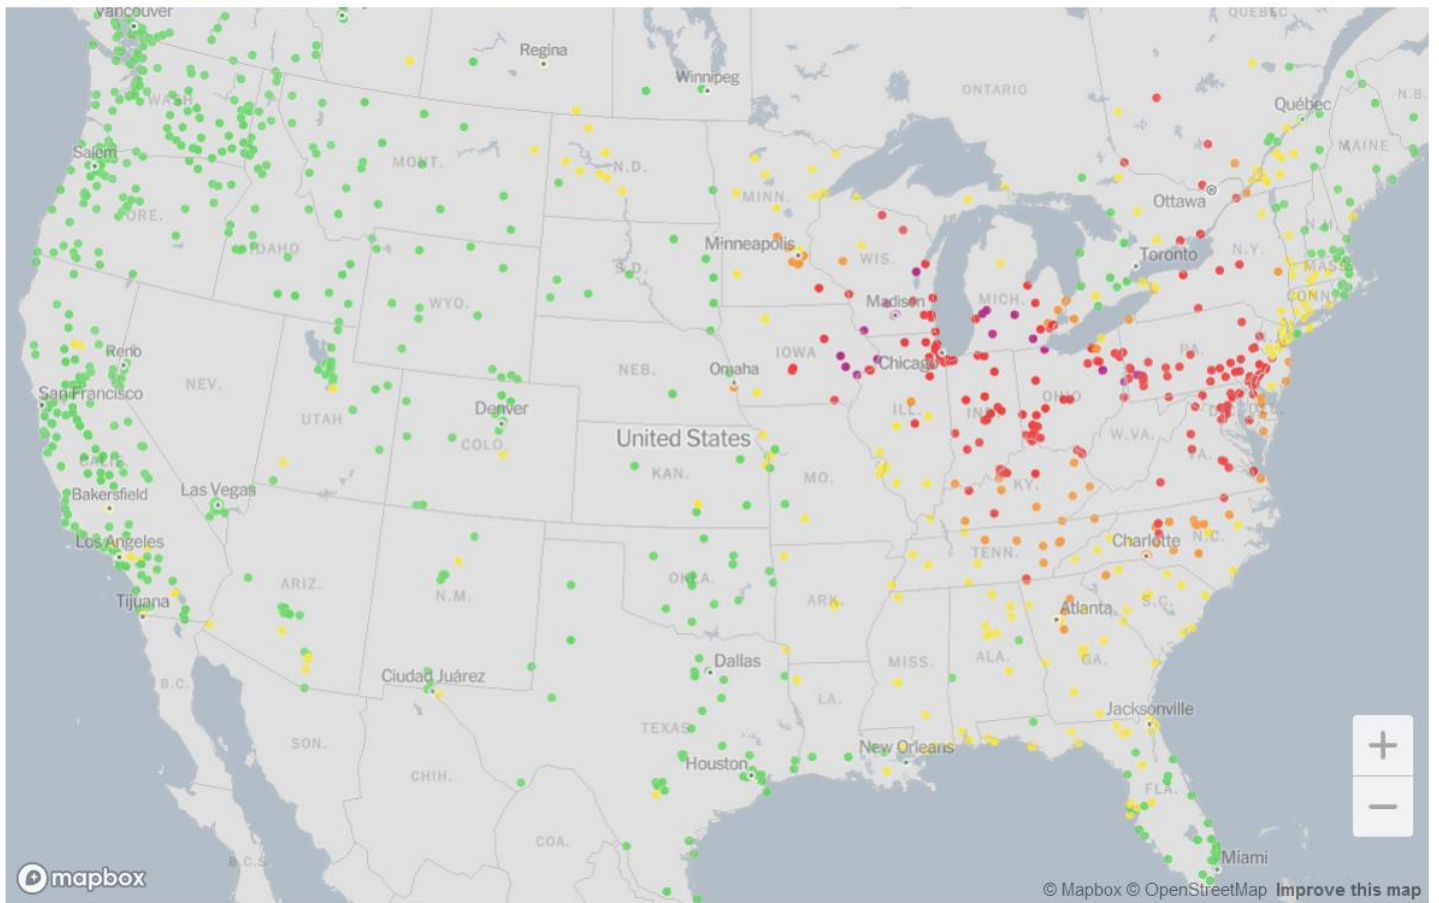 Vancouver
QUEBEC
Regina
Winnipeg
ONTARIO
N.B.
WASH.
Québec
MAINE
Salem
MONT.
N.D.
MINN.
Ottawa
ORE.
IDAHO
Minneapolis
WIS.
Toronto
N.Y.
N.H.
MASS.
S.D.
WYO.
Madison
MICH.
CONN.
Reno
IOWA
Chicago
PA.
N.J.
NEV.
San Francisco
NEB.
Omaha
UTAH
Denver
ILL.
IND.
OHIO
D.C.
DEL.
COLO.
United States
W.VA.
CALIF.
KAN.
MO.
KY.
VA.
Bakersfield
Las Vegas
Los Angeles
TENN.
Charlotte
N.C.
ARIZ.
N.M.
OKLA.
ARK.
Tijuana
Atlanta
S.C.
Ciudad Juárez
Dallas
MISS.
ALA.
GA.
B.C.
LA.
TEXAS
Jacksonville
SON.
New Orleans
Houston
CHIH.
FLA.
COA.
B.C.S.
Miami
mapbox
© Mapbox © OpenStreetMap Improve this map